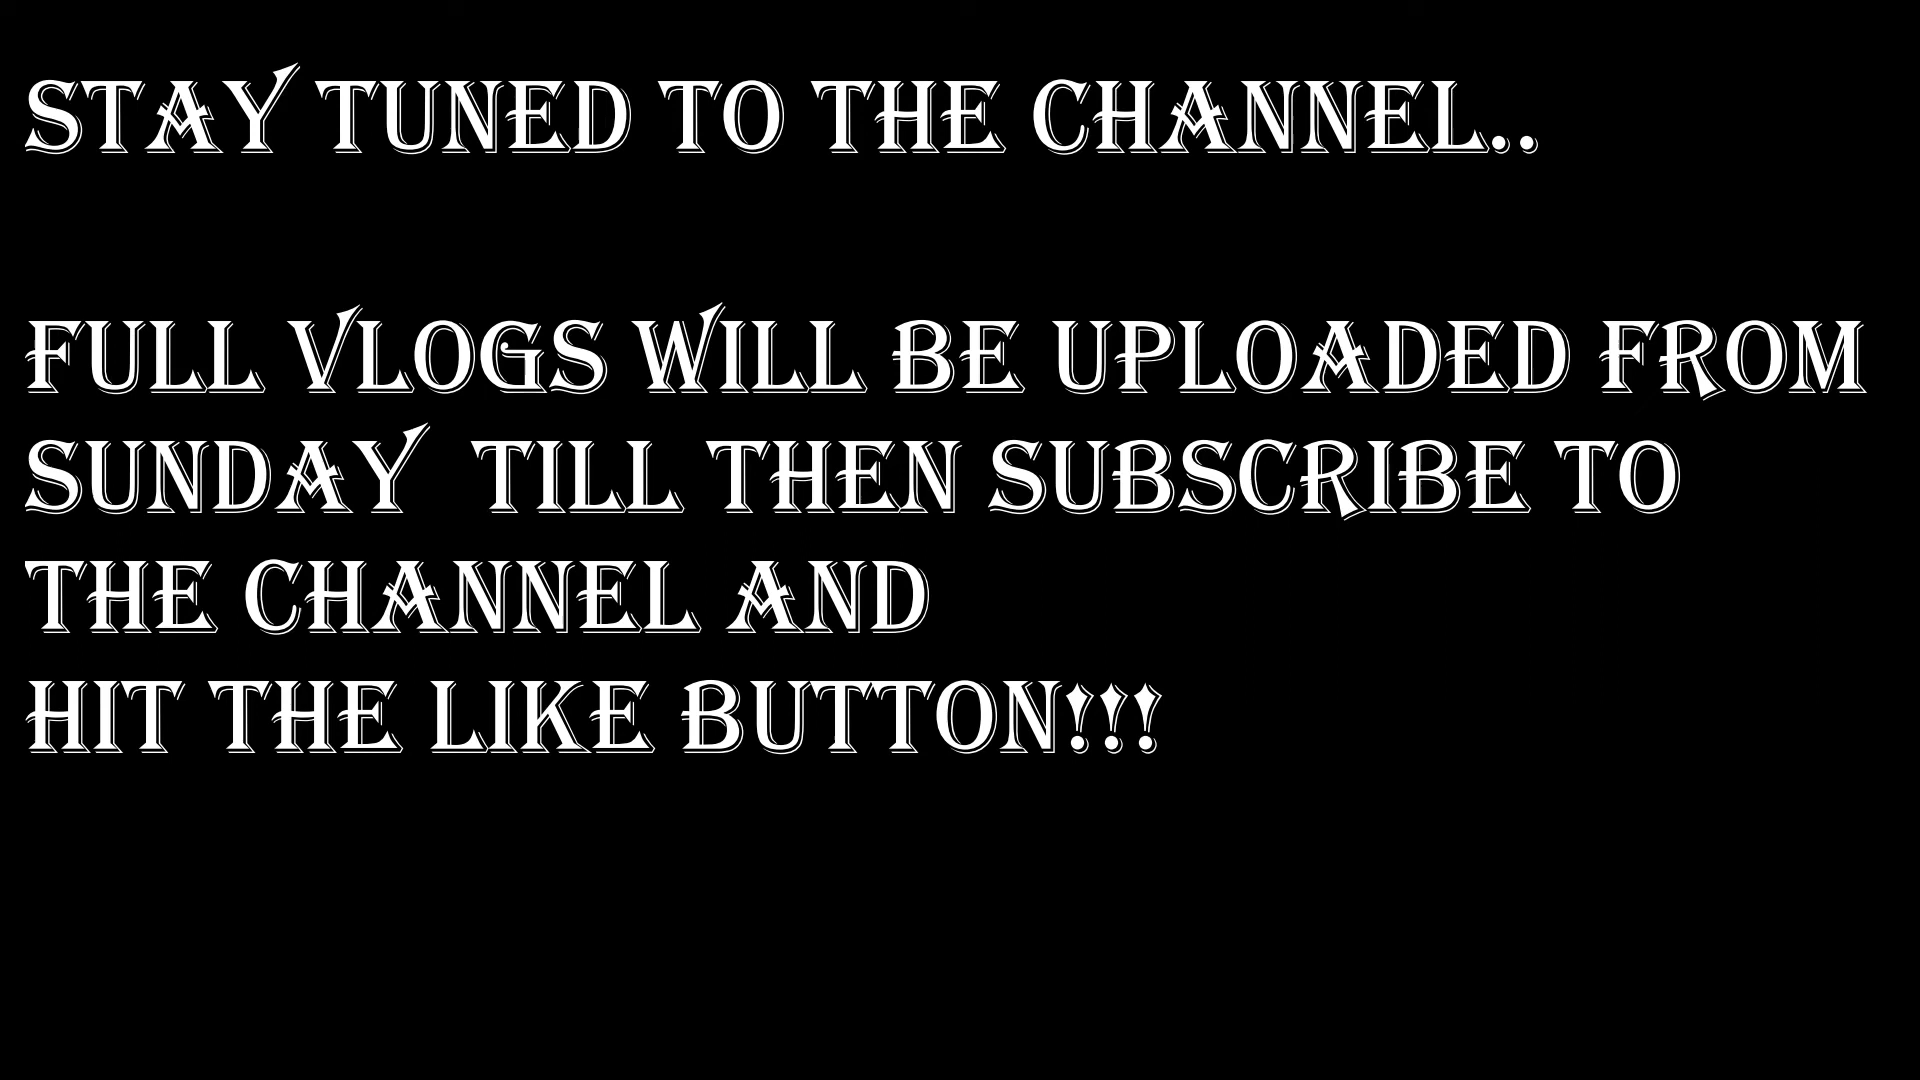 STAY TUNED TO THE CHANNEL..
FULL VLOGS WILL BE UPLOADED FROM
SUNDAY  TILL THEN SUBSCRIBE TO
THE CHANNEL AND
HIT THE LIKE BUTTON!!!